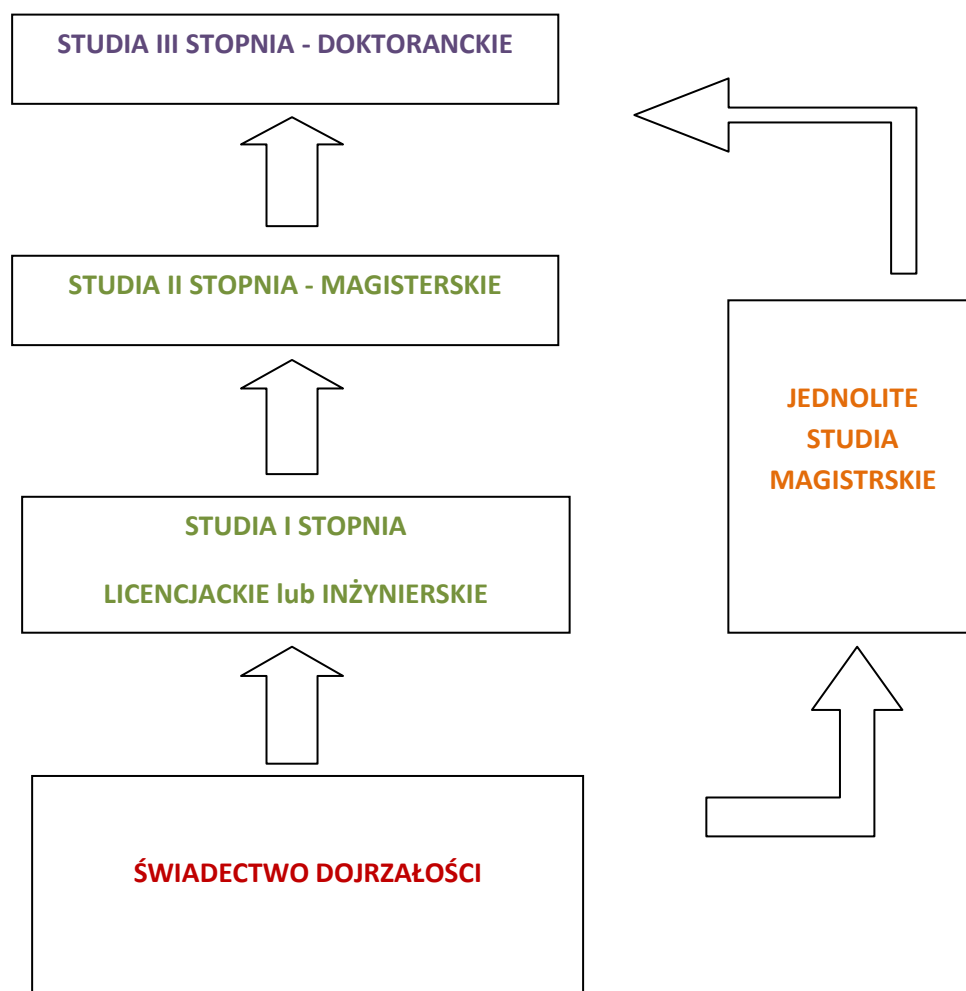 STUDIA III STOPNIA - DOKTORANCKIE
STUDIA II STOPNIA - MAGISTERSKIE
JEDNOLITE
STUDIA
MAGISTRSKIE
STUDIA I STOPNIA
LICENCJACKIE lub INŻYNIERSKIE
ŚWIADECTWO DOJRZAŁOŚCI